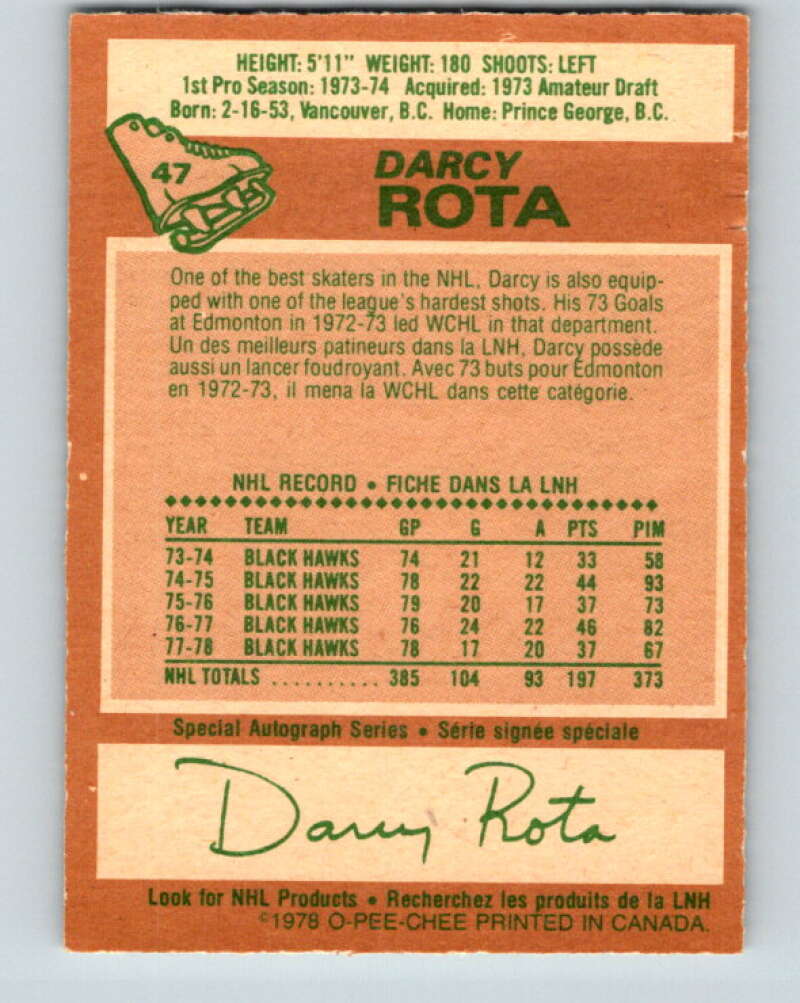 HEIGHT: 5'11" WEIGHT: 180 SHOOTS: LEFT
1st Pro Season: 1973-74 Acquired: 1973 Amateur Draft
Born: 2-16-53, Vancouver, B.C. Home: Prince George, B.C.
47
DARCY
ROTA
One of the best skaters in the NHL, Darcy is also equip-
ped with one of the league's hardest shots. His 73 Goals
at Edmonton in 1972-73 led WCHL in that department.
Un des meilleurs patineurs dans la LNH, Darcy possède
aussi un lancer foudroyant. Avec 73 buts pour Edmonton
en 1972-73, il mena la WCHL dans cette catégorie.
NHL RECORD • FICHE DANS LA LNH
YEAR TEAM GP G A PTS PIM
73-74 BLACK HAWKS 74 21 12 33 58
74-75 BLACK HAWKS 78 22 22 44 93
75-76 BLACK HAWKS 79 20 17 37 73
76-77 BLACK HAWKS 76 24 22 46 82
77-78 BLACK HAWKS 78 17 20 37 67
NHL TOTALS .......... 385 104 93 197 373
Special Autograph Series • Série signée spéciale
Darcy Rota
Look for NHL Products • Recherchez les produits de la LNH
©1978 O-PEE-CHEE PRINTED IN CANADA.